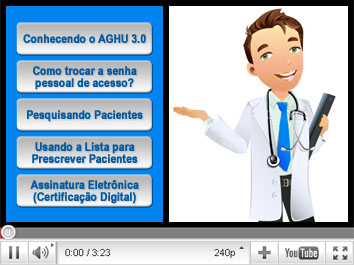 Conhecendo o AGHU 3.0
Como trocar a senha
pessoal de acesso?
Pesquisando Pacientes
Usando a Lista para
Prescrever Pacientes
Assinatura Eletrônica
(Certificação Digital)
0:00 / 3:23
240p
YouTube